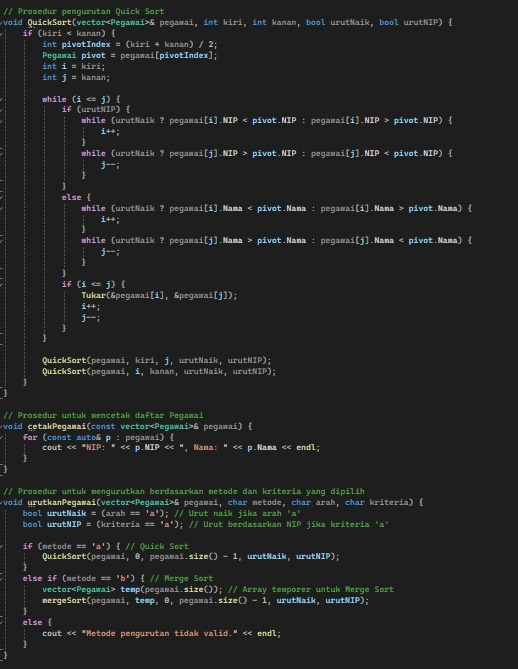 // Prosedur pengurutan Quick Sort
void QuickSort(vector<Pegawai>& pegawai, int kiri, int kanan, bool urutNaik, bool urutNIP) {
    if (kiri < kanan) {
        int pivotIndex = (kiri + kanan) / 2;
        Pegawai pivot = pegawai[pivotIndex];
        int i = kiri;
        int j = kanan;

        while (i <= j) {
            if (urutNIP) {
                while (urutNaik ? pegawai[i].NIP < pivot.NIP : pegawai[i].NIP > pivot.NIP) {
                    i++;
                }
                while (urutNaik ? pegawai[j].NIP > pivot.NIP : pegawai[j].NIP < pivot.NIP) {
                    j--;
                }
            }
            else {
                while (urutNaik ? pegawai[i].Nama < pivot.Nama : pegawai[i].Nama > pivot.Nama) {
                    i++;
                }
                while (urutNaik ? pegawai[j].Nama > pivot.Nama : pegawai[j].Nama < pivot.Nama) {
                    j--;
                }
            }
            if (i <= j) {
                Tukar(&pegawai[i], &pegawai[j]);
                i++;
                j--;
            }
        }

        QuickSort(pegawai, kiri, j, urutNaik, urutNIP);
        QuickSort(pegawai, i, kanan, urutNaik, urutNIP);
    }
}

// Prosedur untuk mencetak daftar Pegawai
void cetakPegawai(const vector<Pegawai>& pegawai) {
    for (const auto& p : pegawai) {
        cout << "NIP: " << p.NIP << ", Nama: " << p.Nama << endl;
    }
}

// Prosedur untuk mengurutkan berdasarkan metode dan kriteria yang dipilih
void urutkanPegawai(vector<Pegawai>& pegawai, char metode, char arah, char kriteria) {
    bool urutNaik = (arah == 'a'); // Urut naik jika arah 'a'
    bool urutNIP = (kriteria == 'a'); // Urut berdasarkan NIP jika kriteria 'a'

    if (metode == 'a') { // Quick Sort
        QuickSort(pegawai, 0, pegawai.size() - 1, urutNaik, urutNIP);
    }
    else if (metode == 'b') { // Merge Sort
        vector<Pegawai> temp(pegawai.size()); // Array temporer untuk Merge Sort
        mergeSort(pegawai, temp, 0, pegawai.size() - 1, urutNaik, urutNIP);
    }
    else {
        cout << "Metode pengurutan tidak valid." << endl;
    }
}